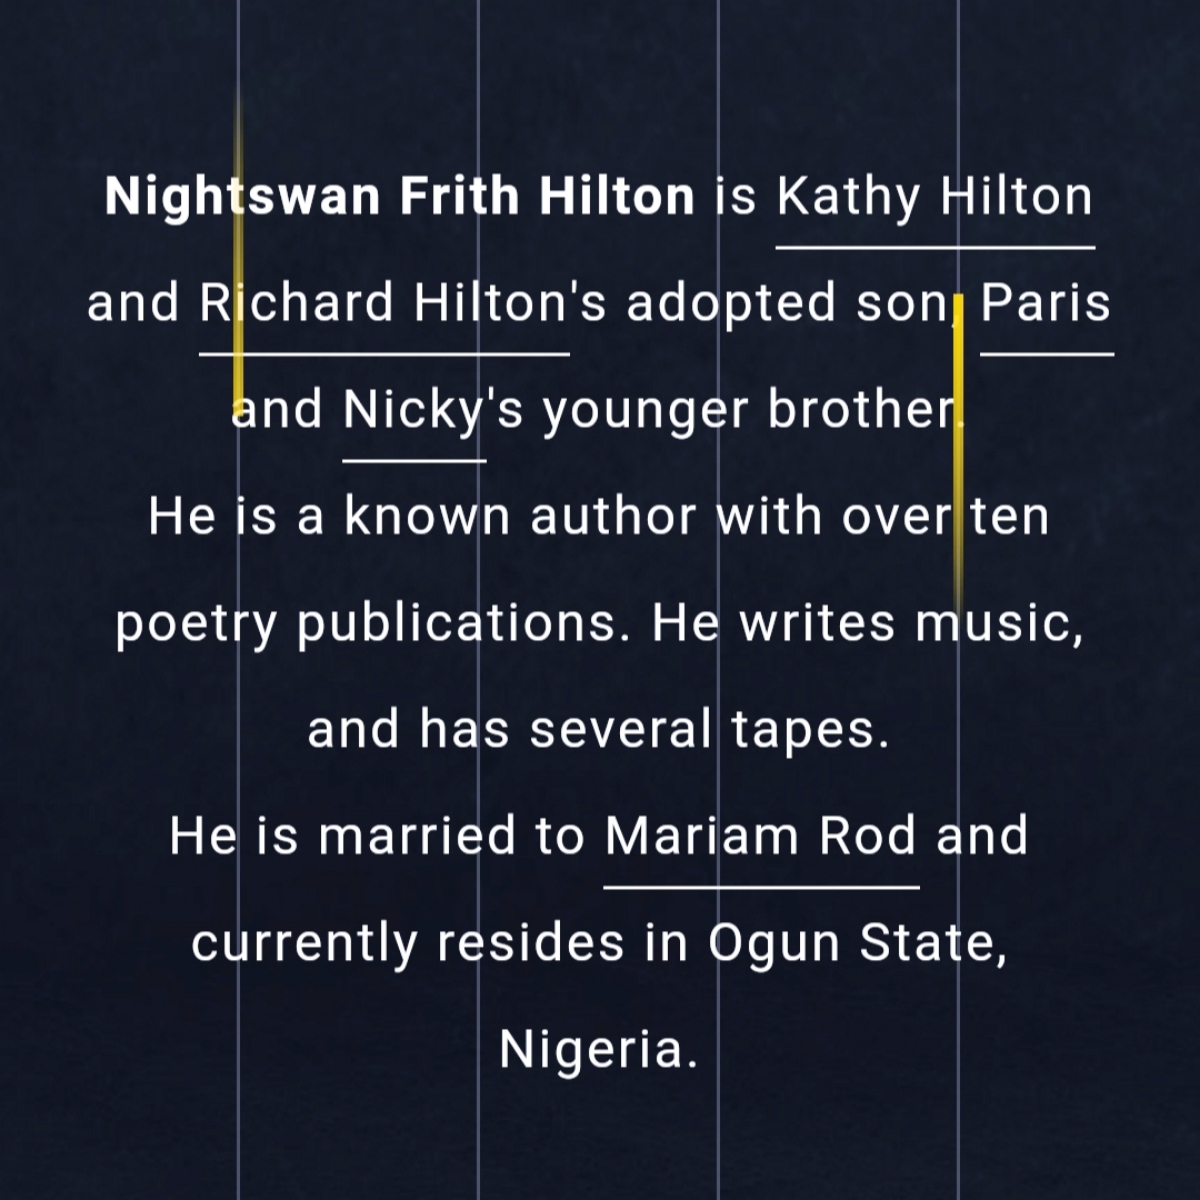 Nightswan Frith Hilton is Kathy Hilton
and Richard Hilton's adopted son, Paris
and Nicky's younger brother.
He is a known author with over ten
poetry publications. He writes music,
and has several tapes.
He is married to Mariam Rod and
currently resides in Ogun State,
Nigeria.